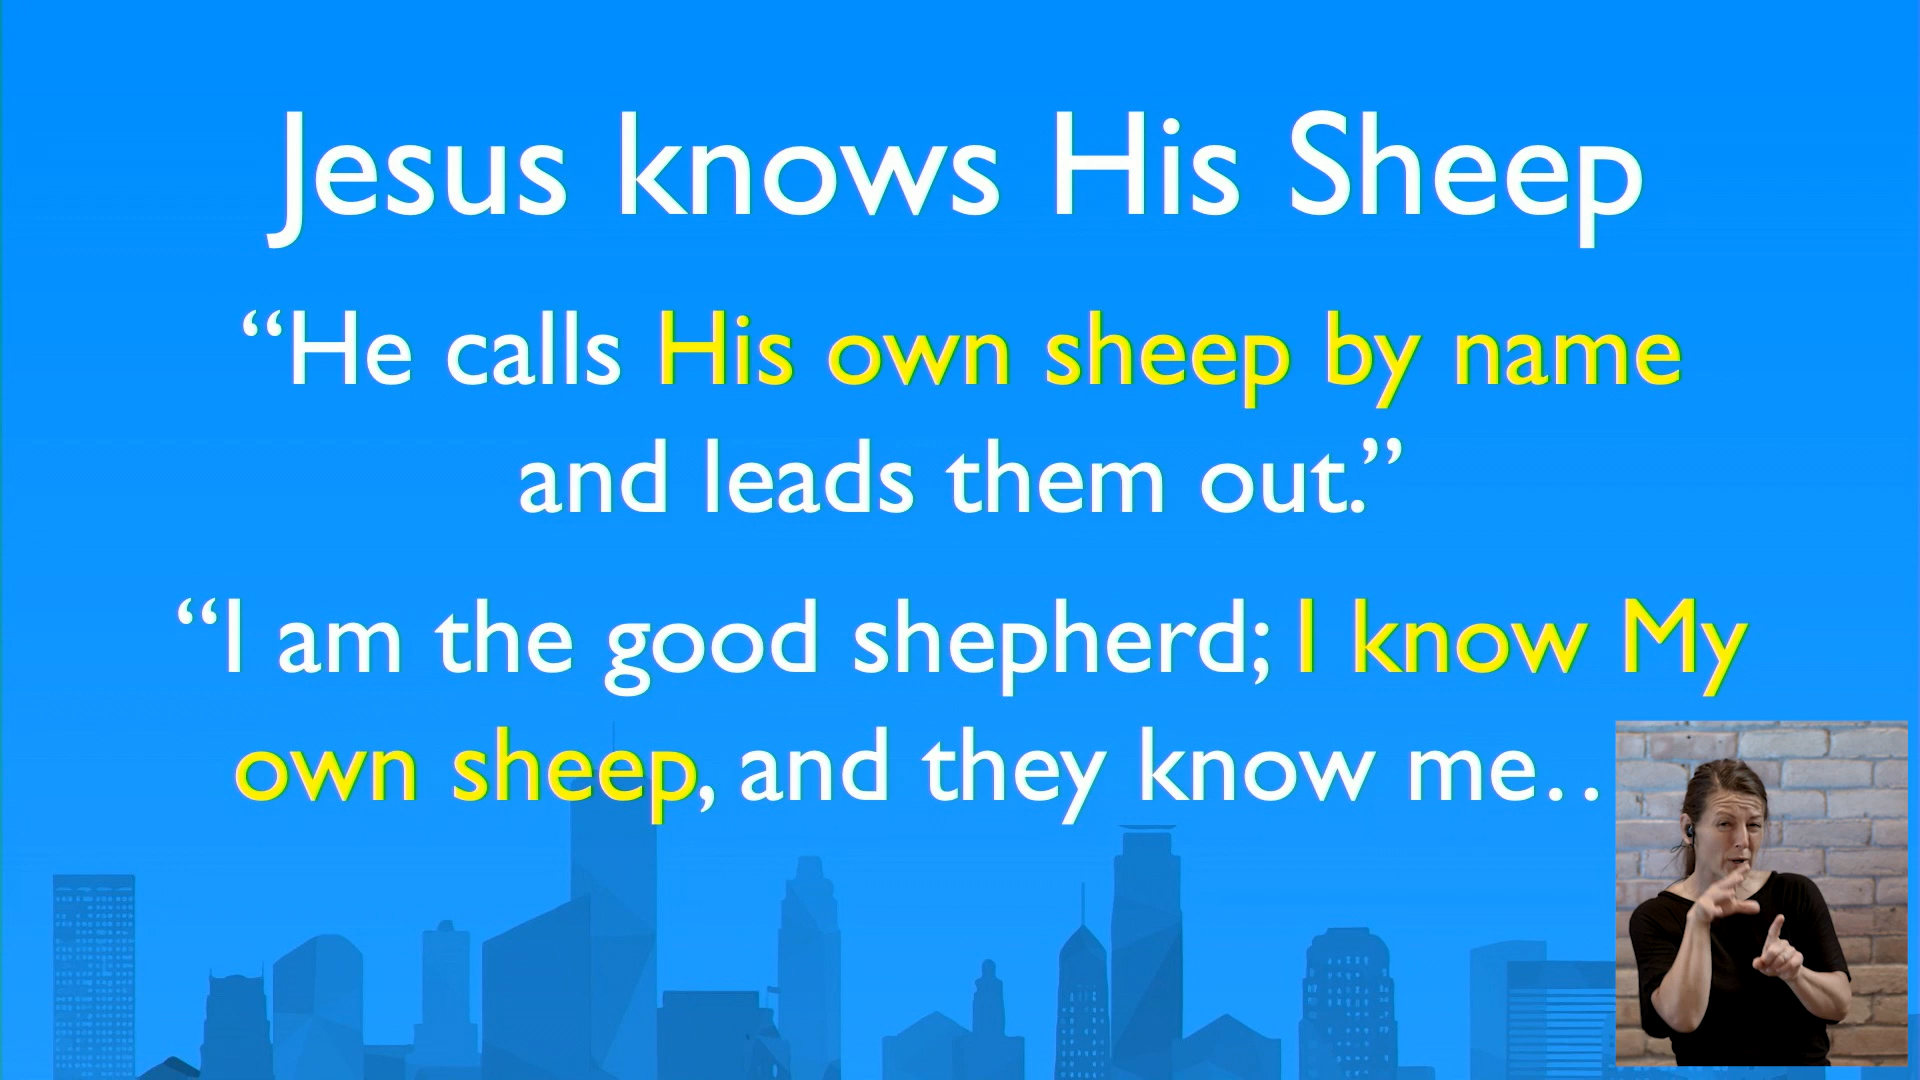 Jesus knows His Sheep
“He calls His own sheep by name
and leads them out.”
“I am the good shepherd; I know My
own sheep, and they know me. .